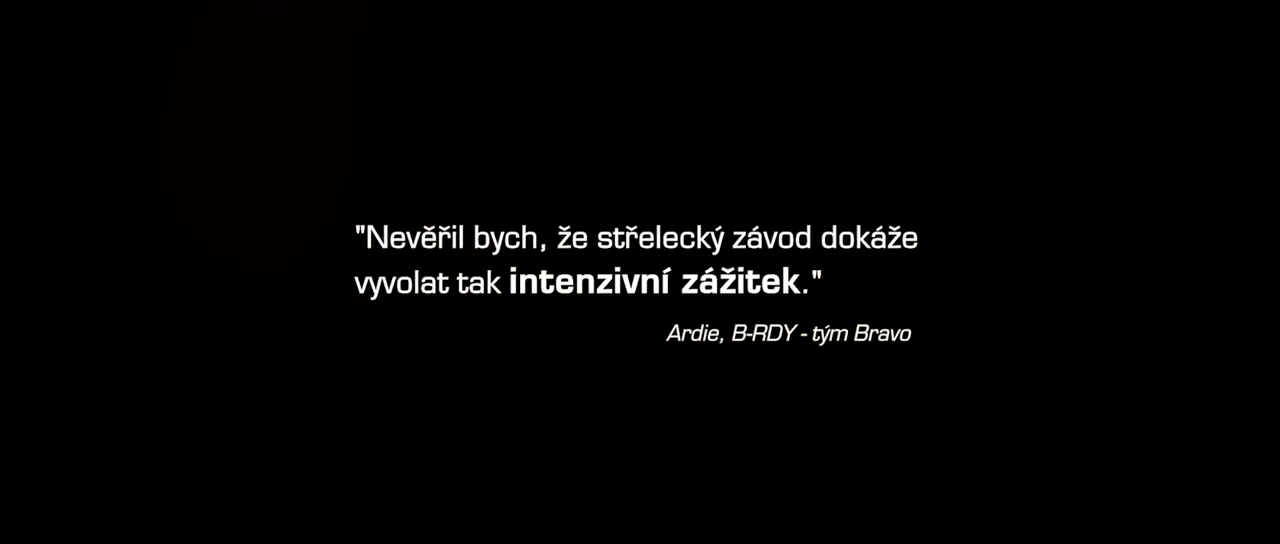 "Nevěřil bych, že střelecký závod dokáže
vyvolat tak intenzivní zážitek."
Ardie, B-RDY - tým Bravo